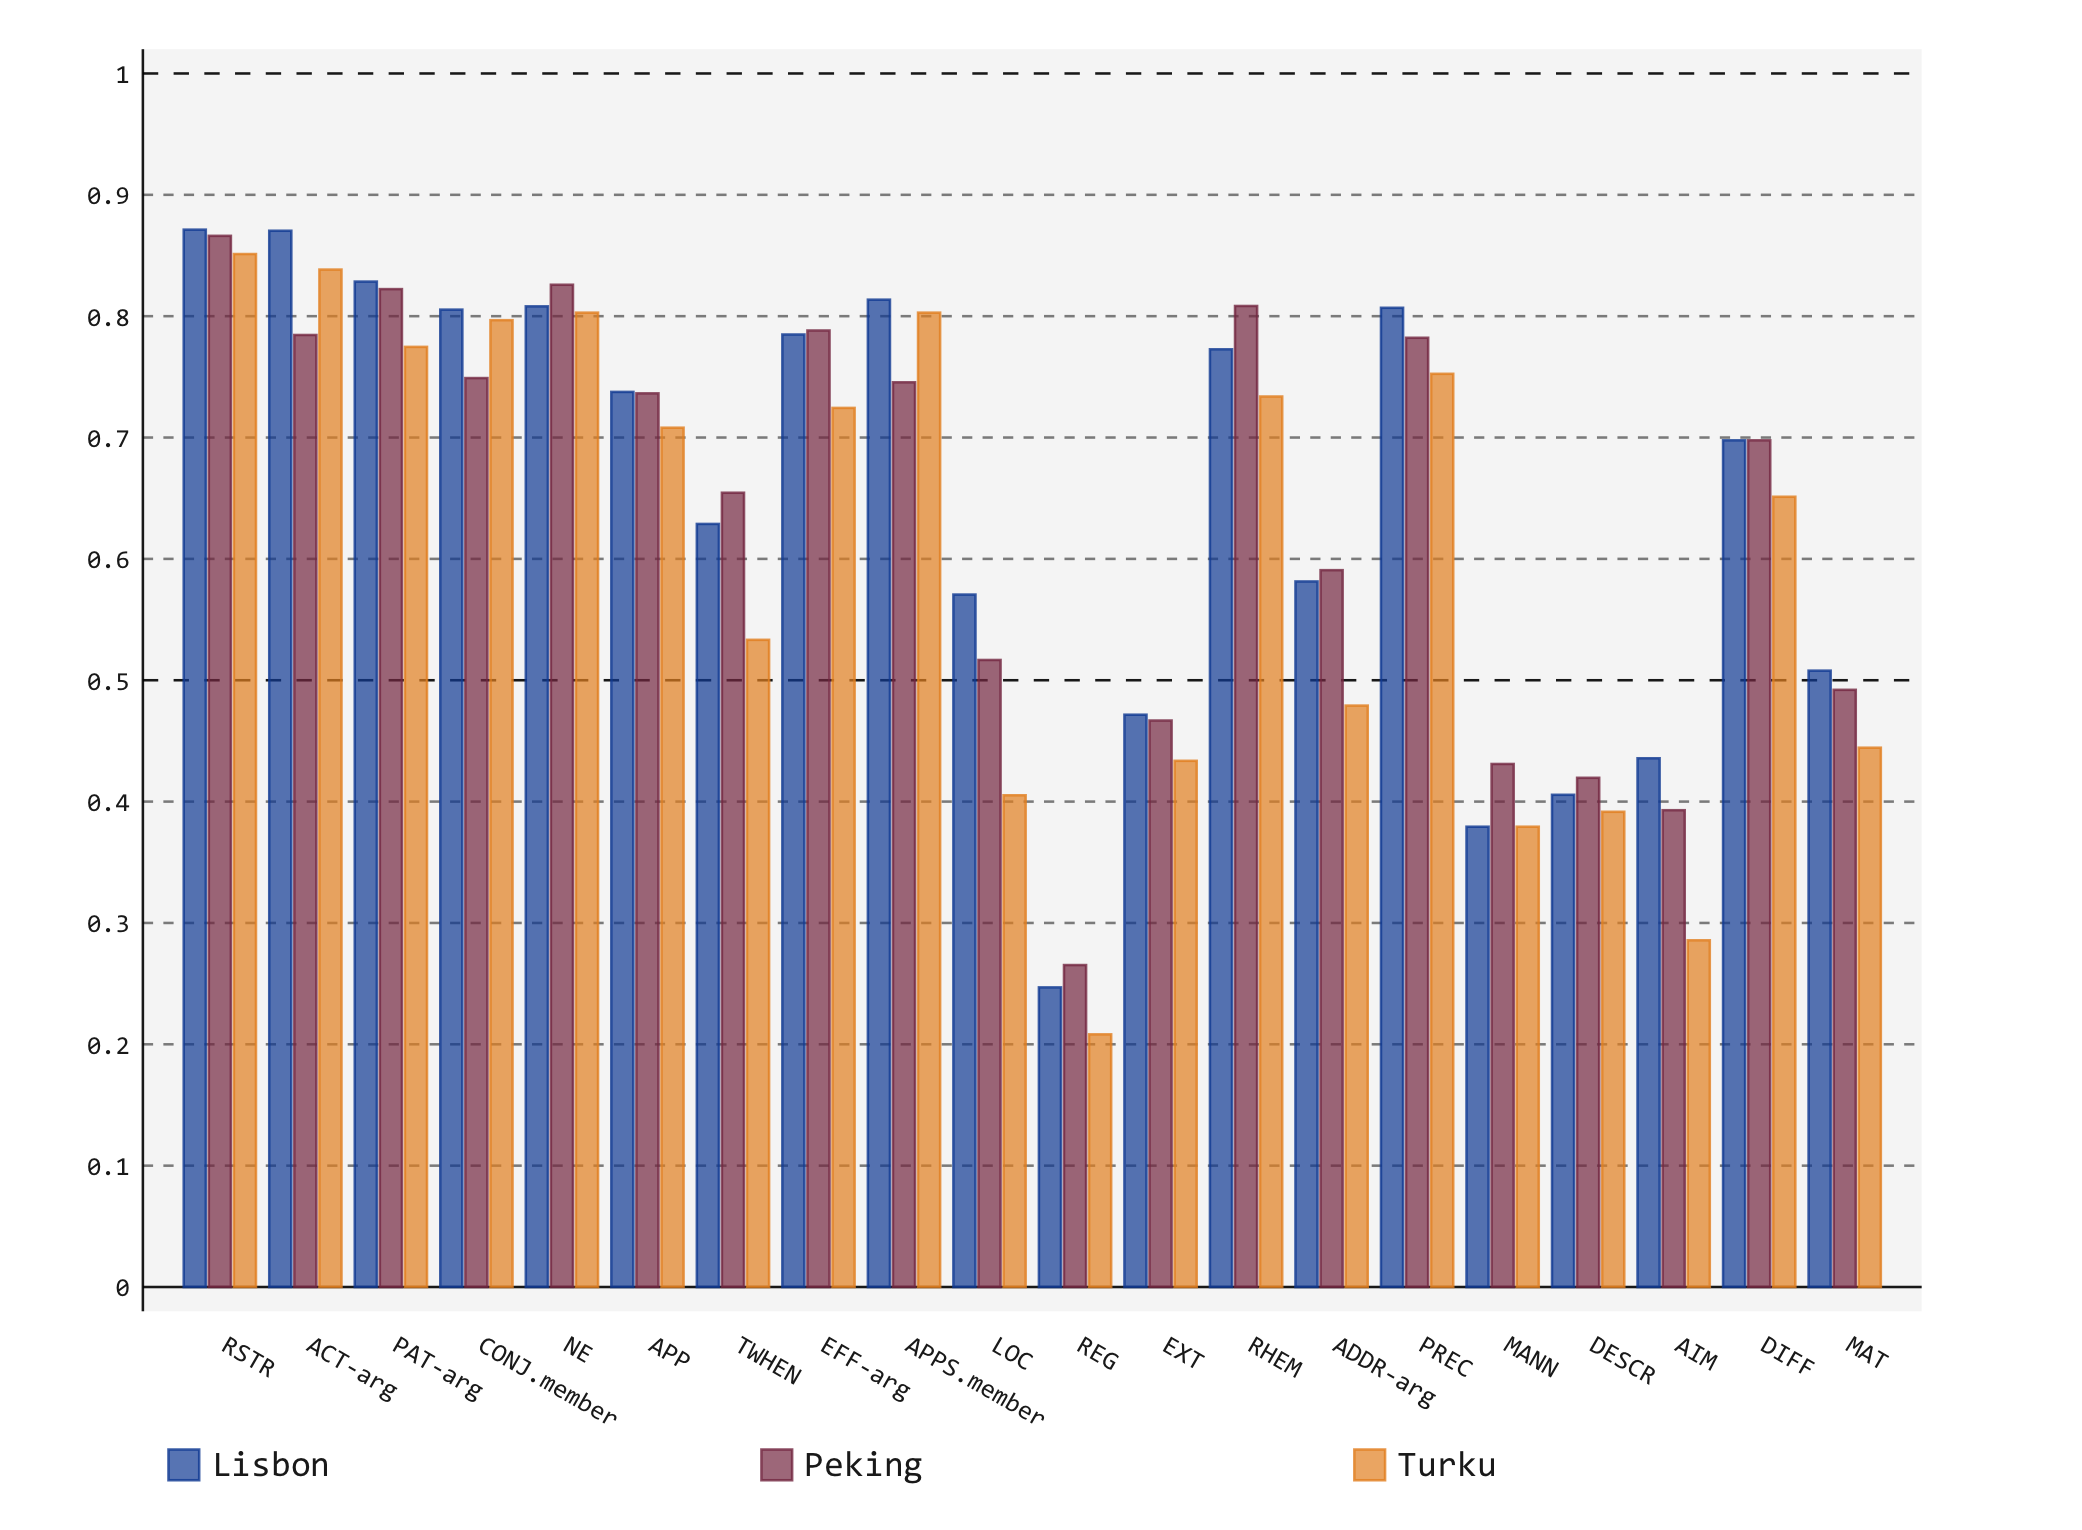 1
0.9
0.8
0.7
0.6
0.5
0.4
0.3
0.2
0.1
0
RSTR
ACT-arg
PAT-arg
CONJ.member
NE
APP
TWHEN
EFF-arg
APPS.member
LOC
REG
EXT
RHEM
ADDR-arg
PREC
MANN
DESCR
AIM
DIFF
MAT
Lisbon Peking Turku